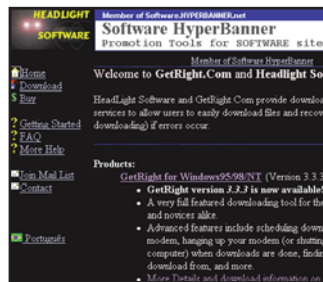 HEADLIGHT
SOFTWARE
Member of Software.HYPERBANNER.net
Software HyperBanner
Promotion Tools for SOFTWARE site
Member of Software HyperBanner
Home
Download
$ Buy
? Getting Started
? FAQ
? More Help
Join Mail List
Contact
Português
Welcome to GetRight.Com and Headlight So
HeadLight Software and GetRight.Com provide downloa
services to allow users to easily download files and recov
downloading) if errors occur.
Products:
GetRight for Windows95/98/NT (Version 3.3.3
• GetRight version 3.3.3 is now available!
• A very full featured downloading tool for the
and novices alike.
• Advanced features include scheduling down
modem, hanging up your modem (or shutting
computer) when downloads are done, findin
download from, and more.
• More Details and download information on